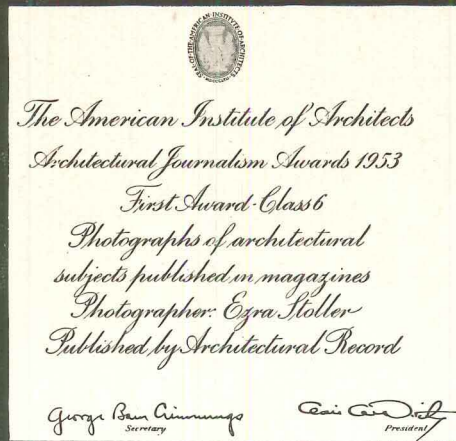 SEAL OF THE AMERICAN INSTITUTE OF ARCHITECTS
The American Institute of Architects
Architectural Journalism Awards 1953
First Award-Class 6
Photographs of architectural
subjects published in magazines
Photographer: Ezra Stoller
Published by Architectural Record
George Bain Cummings
Secretary
President